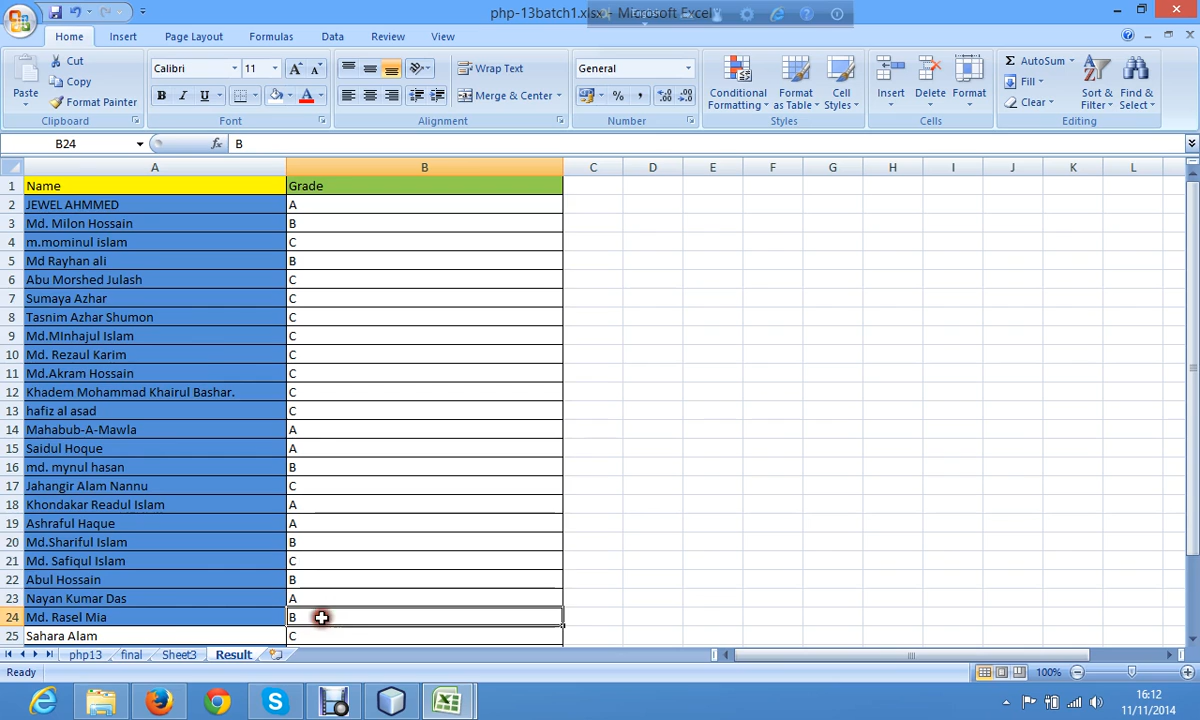 php-13batch1.xlsx - Microsoft Excel
Home Insert Page Layout Formulas Data Review View
Paste
Cut
Copy
Format Painter
Clipboard
Calibri 11
B I U
Font
Wrap Text
Merge & Center
Alignment
General
% ,
Number
Conditional Formatting
Format as Table
Cell Styles
Styles
Insert Delete Format
Cells
Σ AutoSum
Fill
Clear
Sort & Filter
Find & Select
Editing
B24 fx B
A B C D E F G H I J K L
1 Name Grade
2 JEWEL AHMMED A
3 Md. Milon Hossain B
4 m.mominul islam C
5 Md Rayhan ali B
6 Abu Morshed Julash C
7 Sumaya Azhar C
8 Tasnim Azhar Shumon C
9 Md.MInhajul Islam C
10 Md. Rezaul Karim C
11 Md.Akram Hossain C
12 Khadem Mohammad Khairul Bashar. C
13 hafiz al asad C
14 Mahabub-A-Mawla A
15 Saidul Hoque A
16 md. mynul hasan B
17 Jahangir Alam Nannu C
18 Khondakar Readul Islam A
19 Ashraful Haque A
20 Md.Shariful Islam B
21 Md. Safiqul Islam C
22 Abul Hossain B
23 Nayan Kumar Das A
24 Md. Rasel Mia B
25 Sahara Alam C
php13 final Sheet3 Result
Ready 100%
16:12
11/11/2014